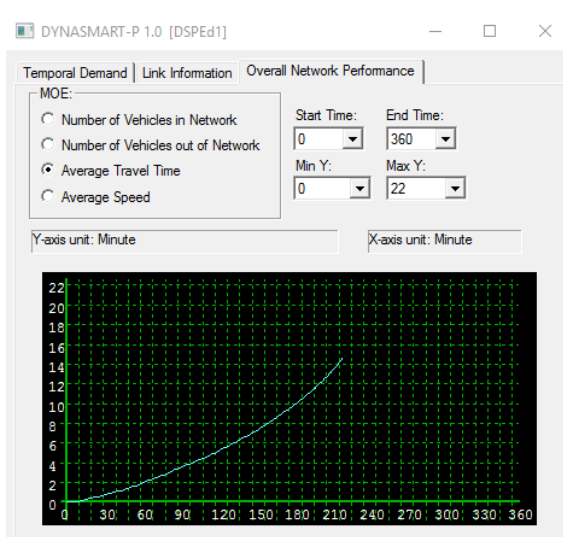 DYNASMART-P 1.0 [DSPEd1]
Temporal Demand Link Information Overall Network Performance
MOE:
Number of Vehicles in Network
Number of Vehicles out of Network
Average Travel Time
Average Speed
Start Time: End Time:
0 360
Min Y: Max Y:
0 22
Y-axis unit: Minute X-axis unit: Minute
22
20
18
16
14
12
10
8
6
4
2
0
0 30 60 90 120 150 180 210 240 270 300 330 360